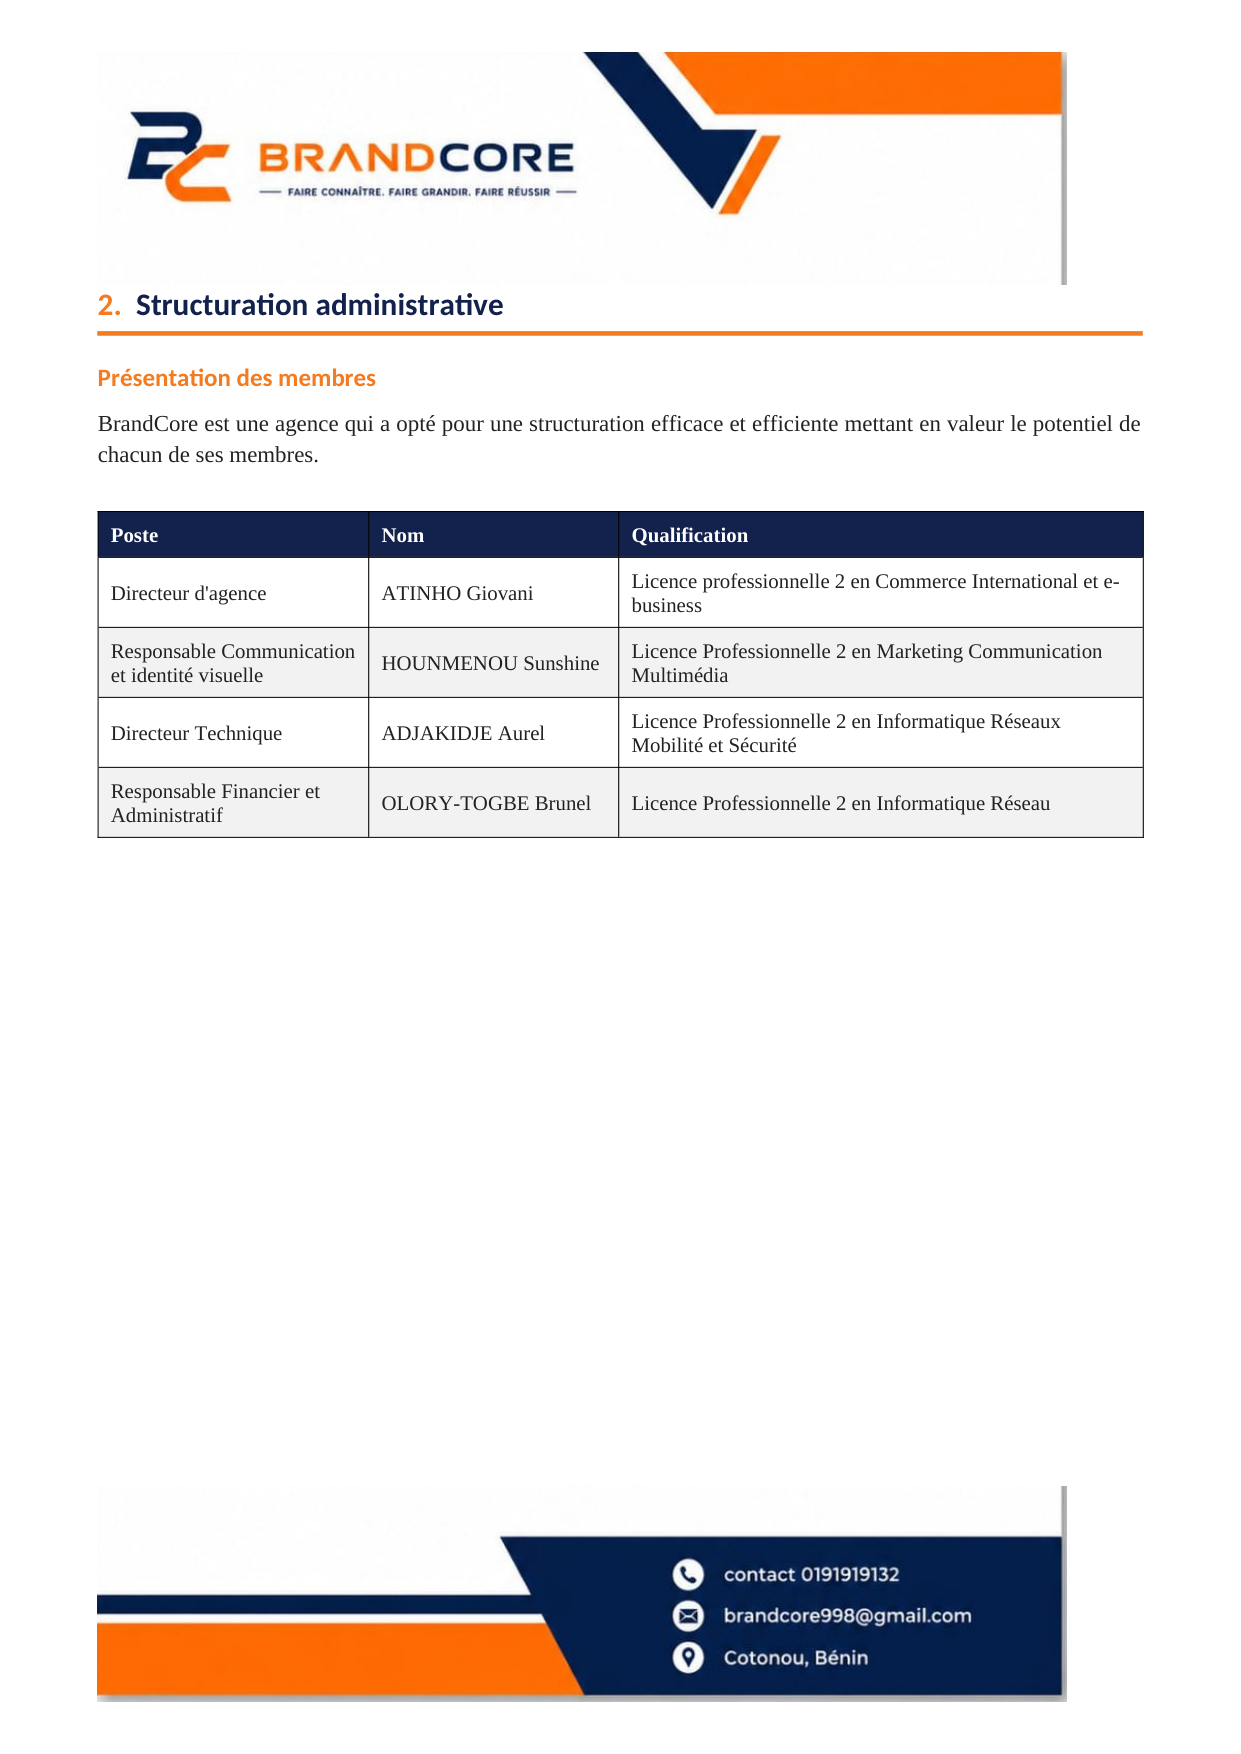 BC BRANDCORE
FAIRE CONNAÎTRE. FAIRE GRANDIR. FAIRE RÉUSSIR
2. Structuration administrative
Présentation des membres
BrandCore est une agence qui a opté pour une structuration efficace et efficiente mettant en valeur le potentiel de
chacun de ses membres.
Poste Nom Qualification
Directeur d'agence ATINHO Giovani Licence professionnelle 2 en Commerce International et e-
business
Responsable Communication
et identité visuelle HOUNMENOU Sunshine Licence Professionnelle 2 en Marketing Communication
Multimédia
Directeur Technique ADJAKIDJE Aurel Licence Professionnelle 2 en Informatique Réseaux
Mobilité et Sécurité
Responsable Financier et
Administratif OLORY-TOGBE Brunel Licence Professionnelle 2 en Informatique Réseau
contact 0191919132
brandcore998@gmail.com
Cotonou, Bénin